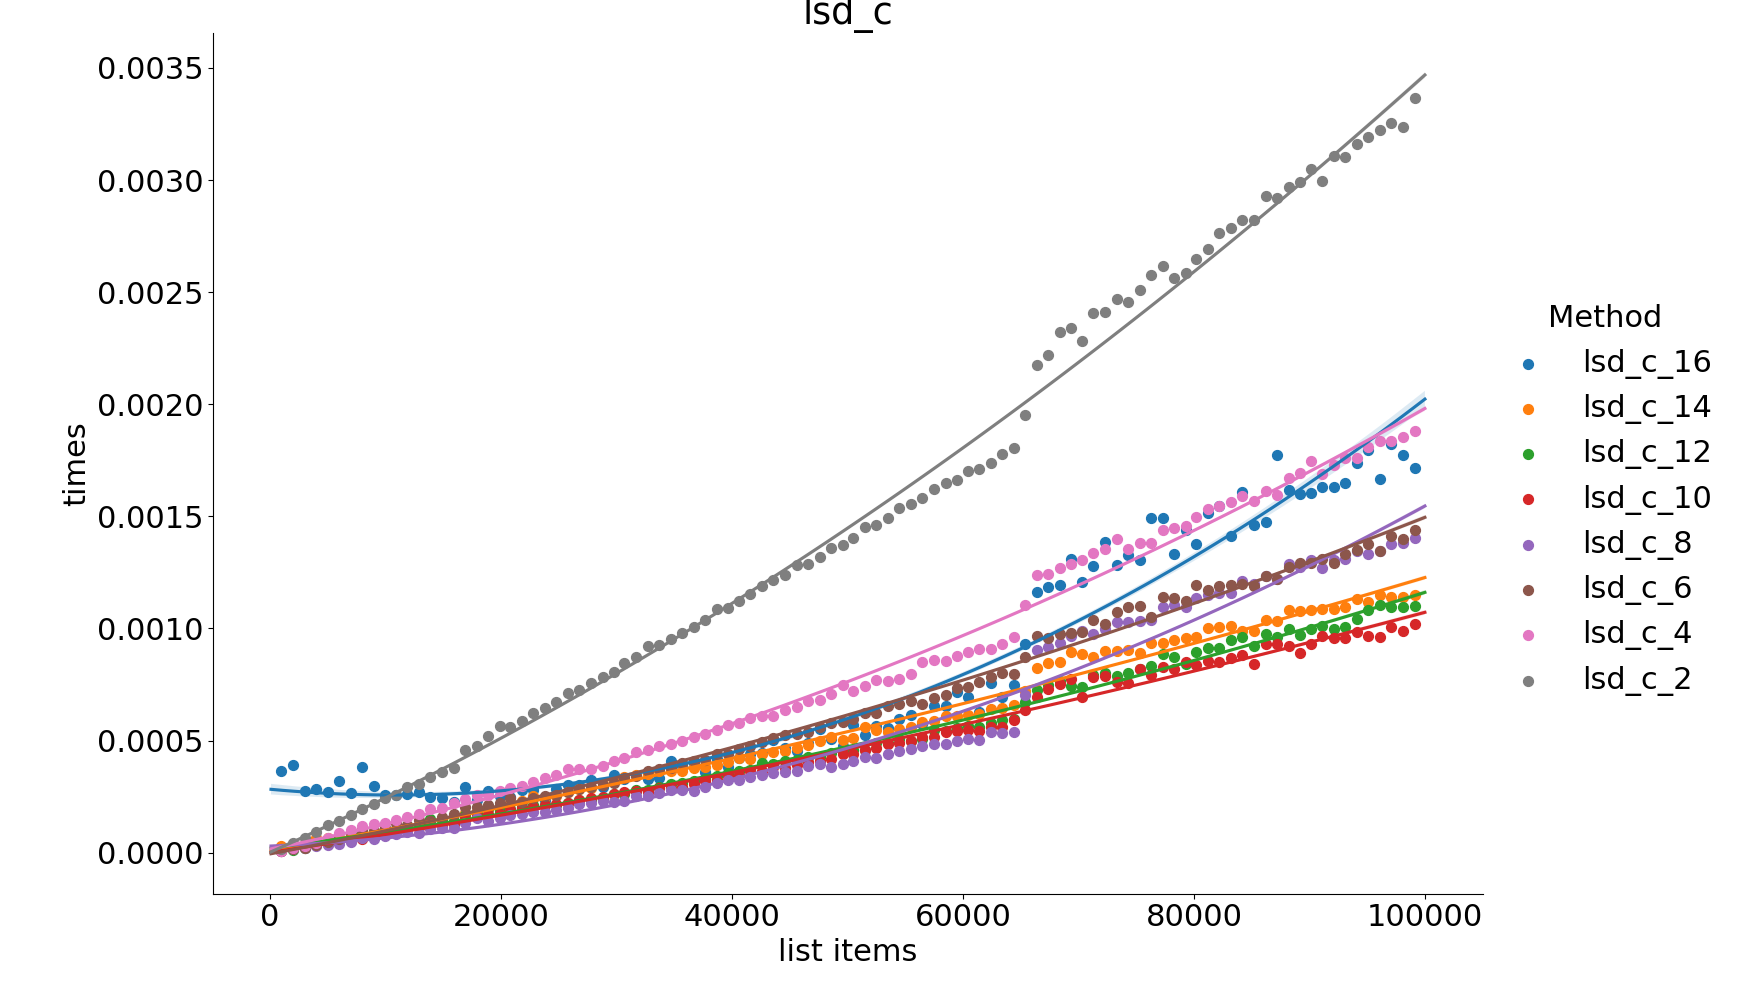 lsd_c
0.0035
0.0030
0.0025
0.0020
0.0015
0.0010
0.0005
0.0000
times
0 20000 40000 60000 80000 100000
list items
Method
lsd_c_16
lsd_c_14
lsd_c_12
lsd_c_10
lsd_c_8
lsd_c_6
lsd_c_4
lsd_c_2